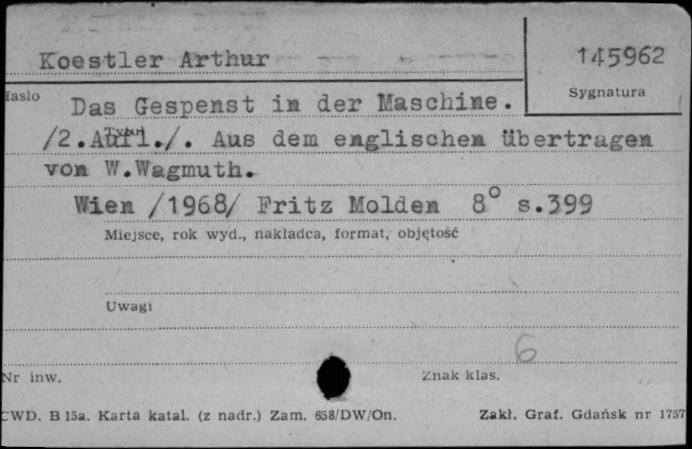 Koestler Arthur
145962
Hasło
Sygnatura
Das Gespenst in der Maschine.
/2.Aufl./. Aus dem englischen übertragen
von W.Wagmuth.
Wien /1968/ Fritz Molden 8° s.399
Miejsce, rok wyd., nakładca, format, objętość
Uwagi
6
Nr inw.
Znak klas.
CWD. B 15a. Karta katal. (z nadr.) Zam. 658/DW/On.
Zakł. Graf. Gdańsk nr 1757